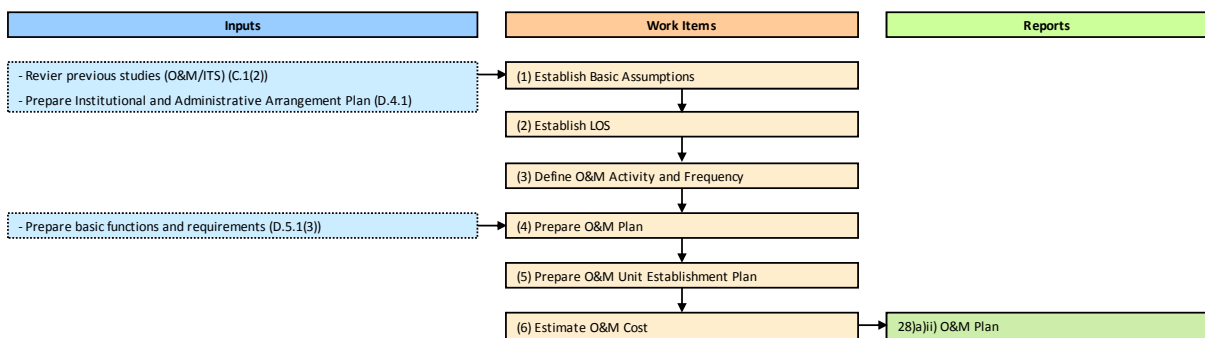 Inputs
Work Items
Reports
- Revier previous studies (O&M/ITS) (C.1(2))
- Prepare Institutional and Administrative Arrangement Plan (D.4.1)
(1) Establish Basic Assumptions
(2) Establish LOS
(3) Define O&M Activity and Frequency
- Prepare basic functions and requirements (D.5.1(3))
(4) Prepare O&M Plan
(5) Prepare O&M Unit Establishment Plan
(6) Estimate O&M Cost
28)a)ii) O&M Plan